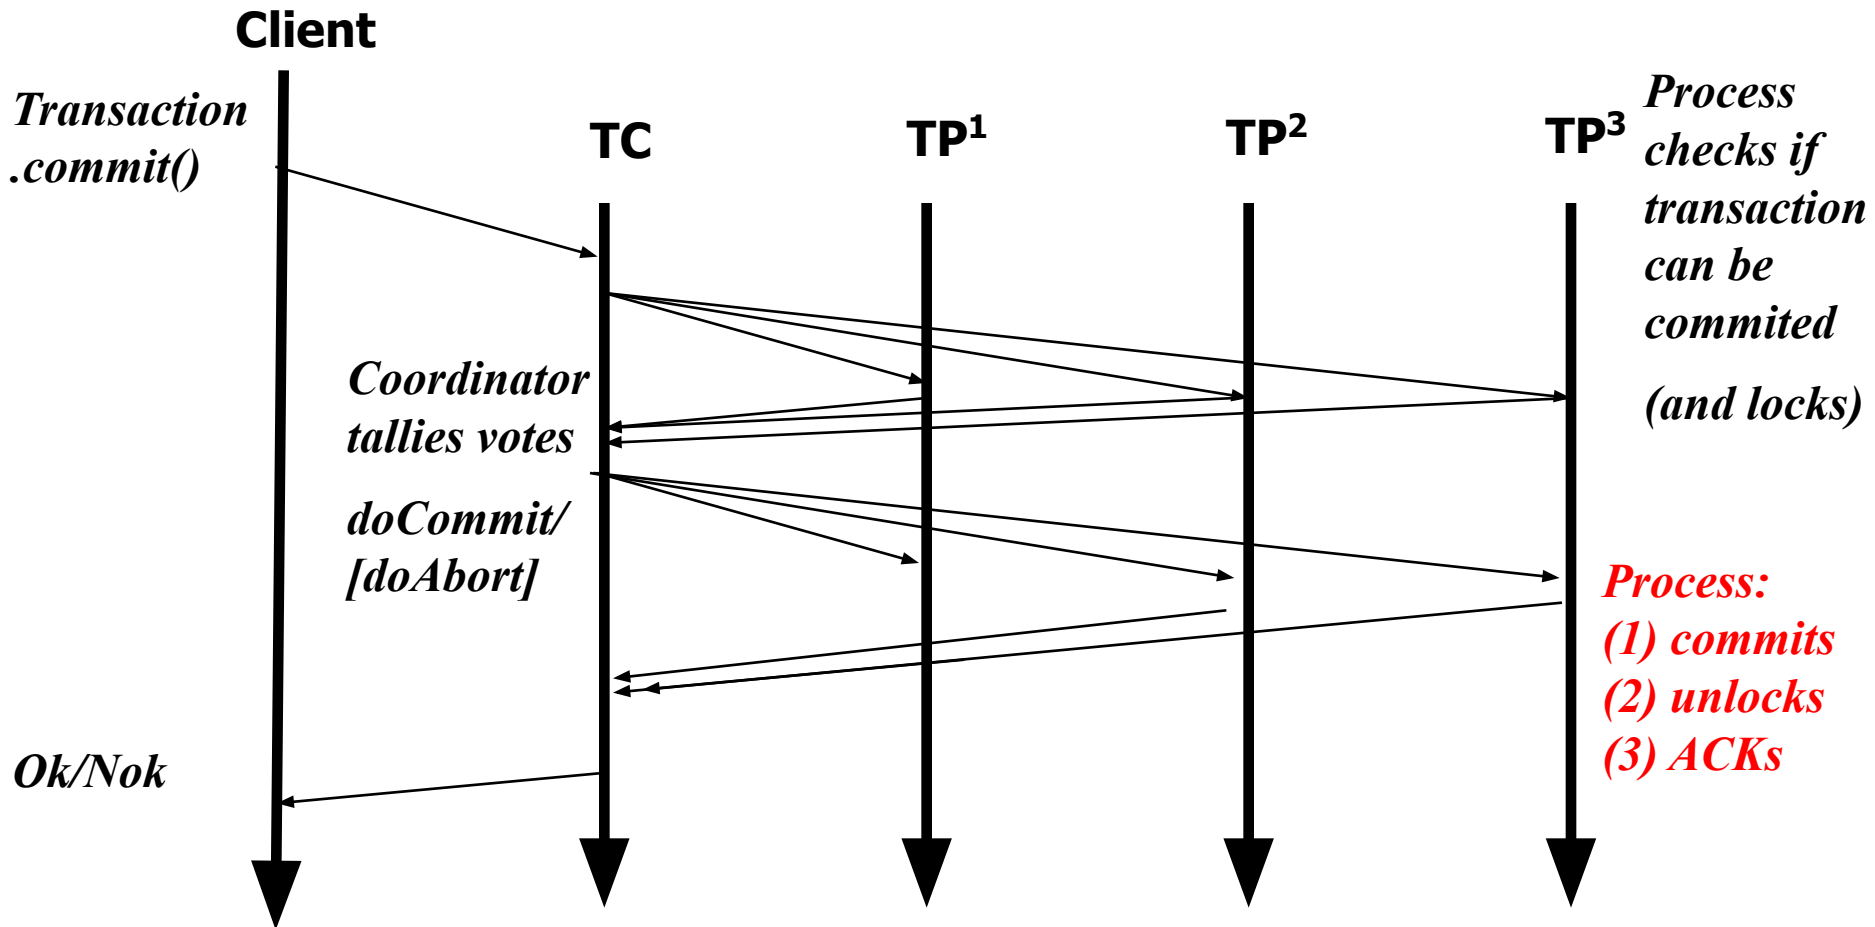 Client
Transaction
.commit()
TC
TP¹
TP²
TP³
Process
checks if
transaction
can be
commited
(and locks)
Coordinator
tallies votes
doCommit/
[doAbort]
Process:
(1) commits
(2) unlocks
(3) ACKs
Ok/Nok